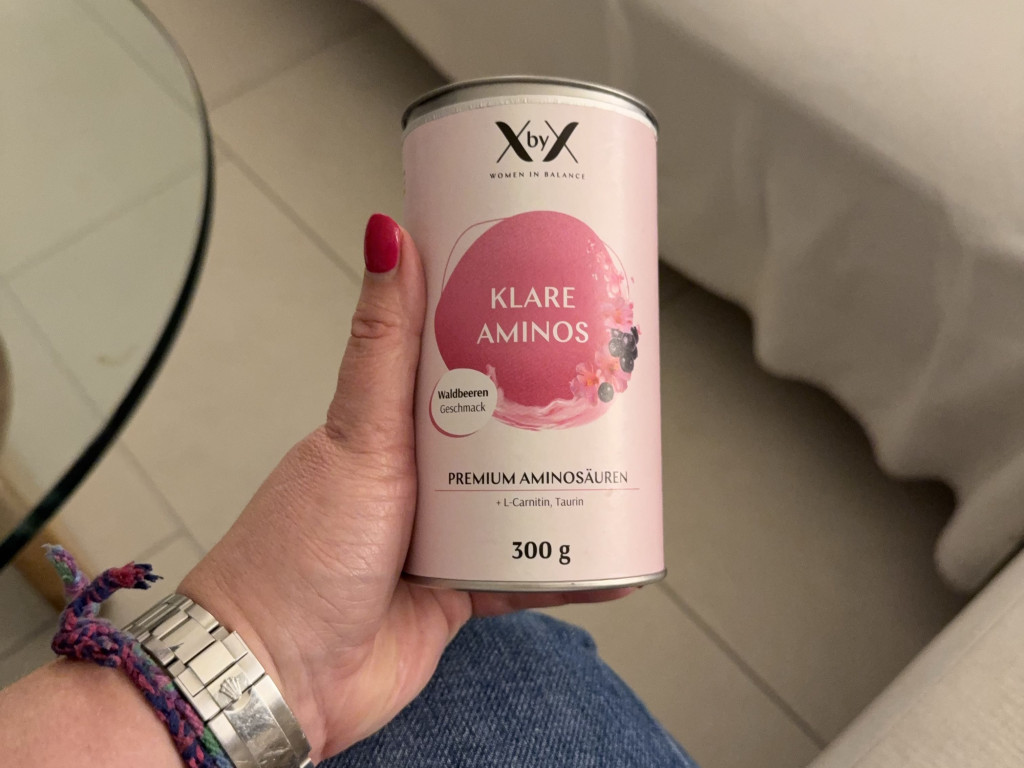 XbyX
WOMEN IN BALANCE
KLARE
AMINOS
Waldbeeren
Geschmack
PREMIUM AMINOSÄUREN
+ L-Carnitin, Taurin
300 g